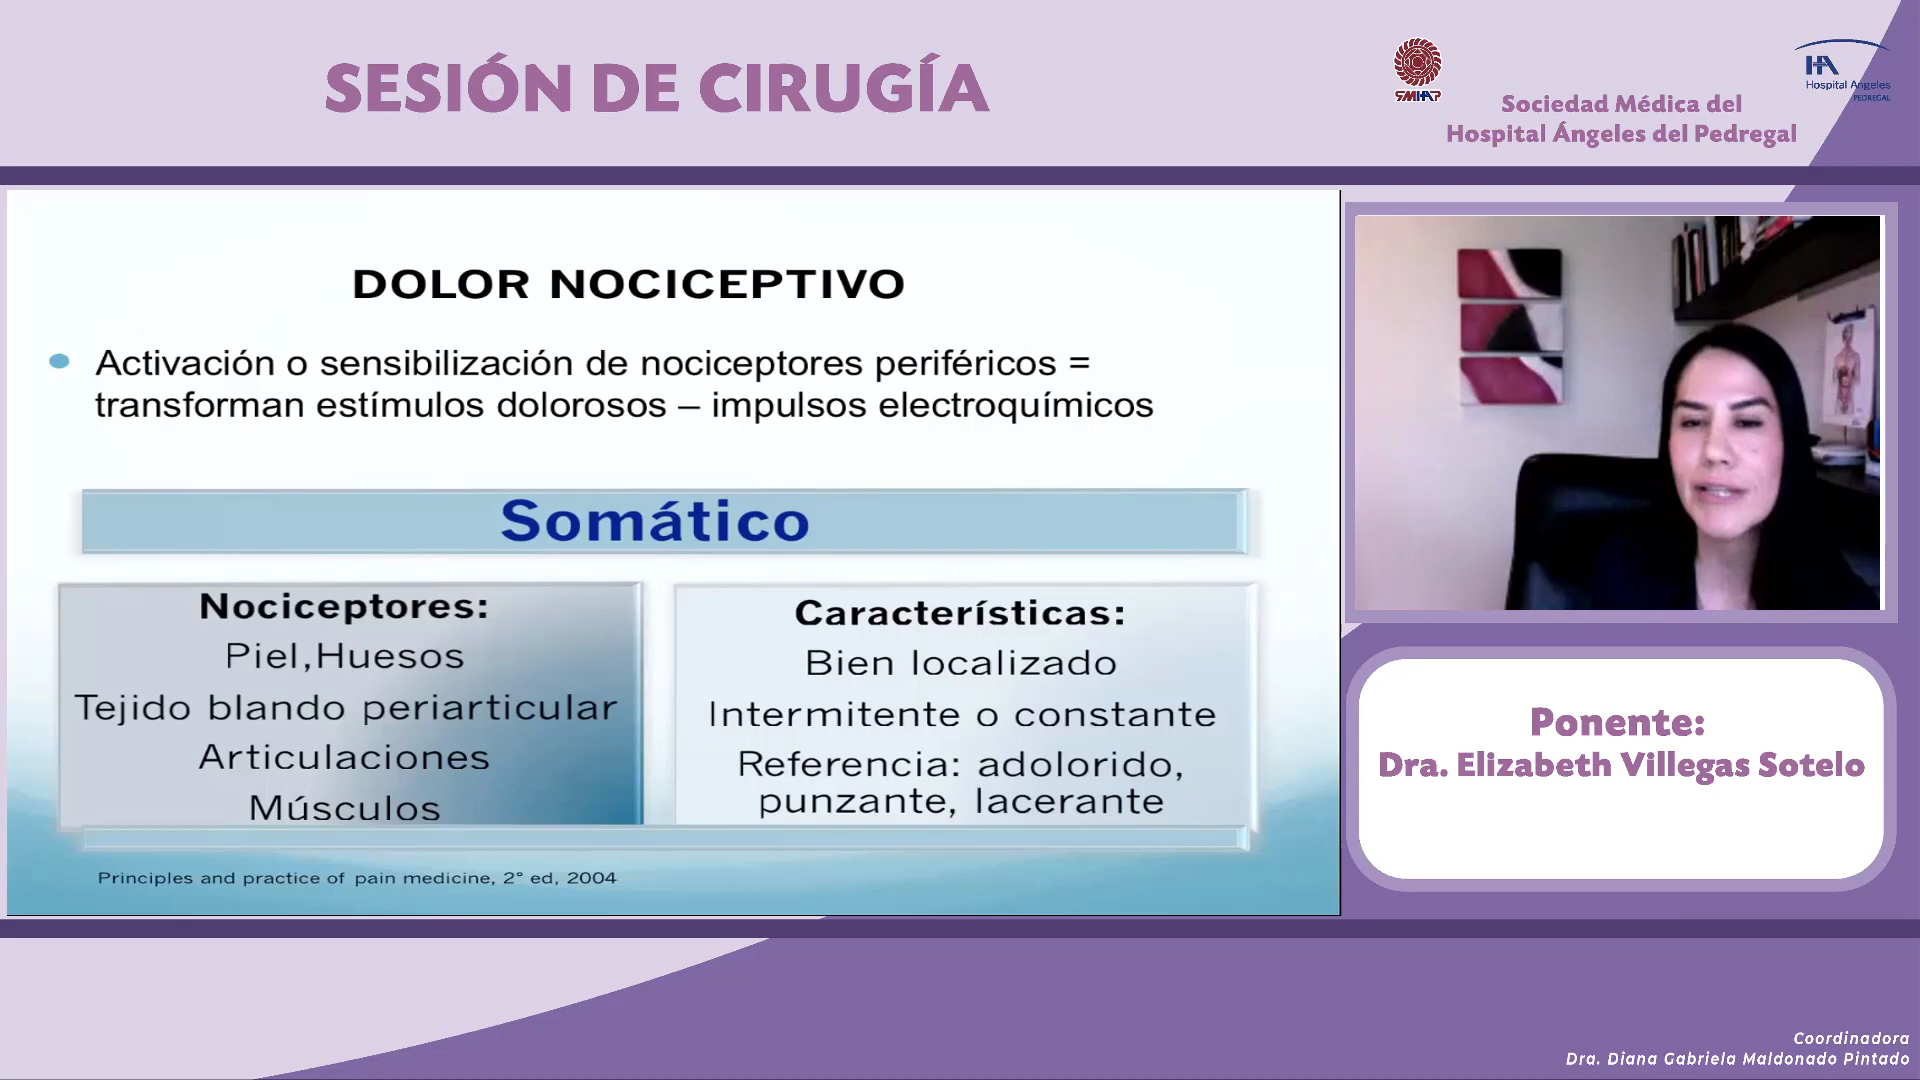 SESIÓN DE CIRUGÍA
SMHAP
Sociedad Médica del
Hospital Ángeles del Pedregal
HA
Hospital Angeles
PEDREGAL
DOLOR NOCICEPTIVO
Activación o sensibilización de nociceptores periféricos =
transforman estímulos dolorosos – impulsos electroquímicos
Somático
Nociceptores:
Piel,Huesos
Tejido blando periarticular
Articulaciones
Músculos
Características:
Bien localizado
Intermitente o constante
Referencia: adolorido,
punzante, lacerante
Principles and practice of pain medicine, 2° ed, 2004
Ponente:
Dra. Elizabeth Villegas Sotelo
Coordinadora
Dra. Diana Gabriela Maldonado Pintado